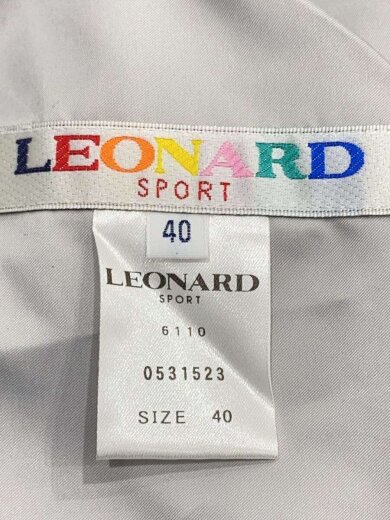 LEONARD
SPORT
40
LEONARD
SPORT
6110
0531523
SIZE 40